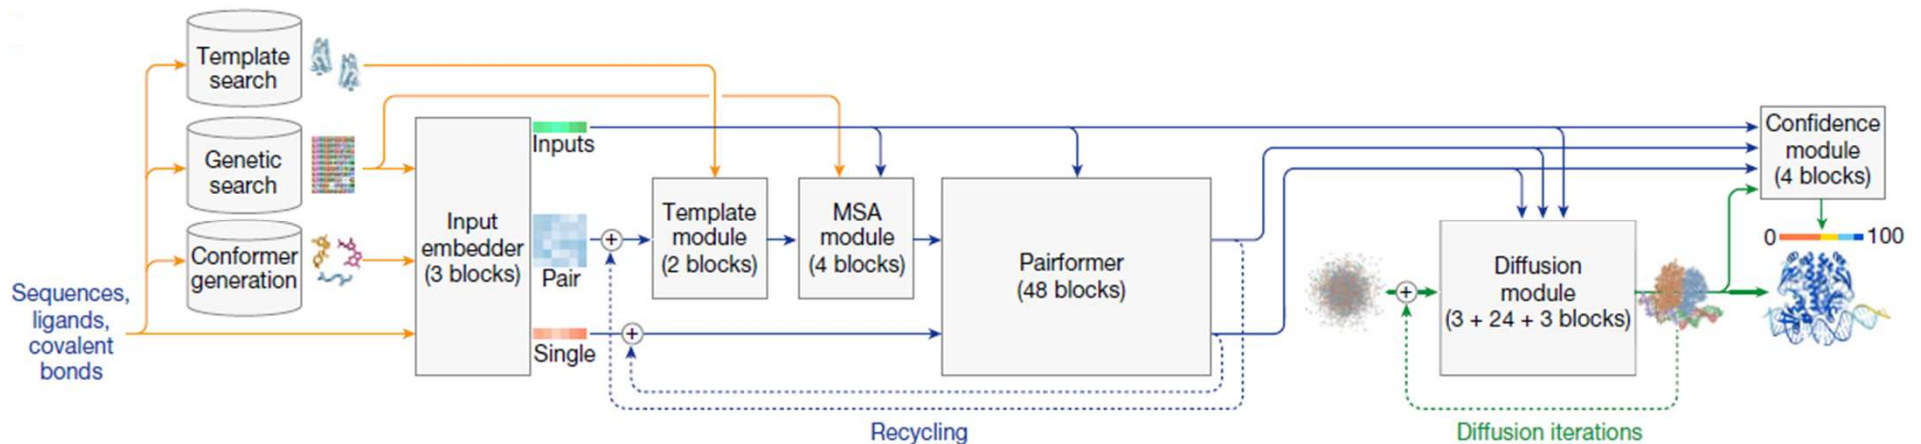 Template
search
Genetic
search
Conformer
generation
Sequences,
ligands,
covalent
bonds
Input
embedder
(3 blocks)
Inputs
Pair
Single
Template
module
(2 blocks)
MSA
module
(4 blocks)
Pairformer
(48 blocks)
Recycling
Diffusion
module
(3 + 24 + 3 blocks)
Diffusion iterations
Confidence
module
(4 blocks)
0 100